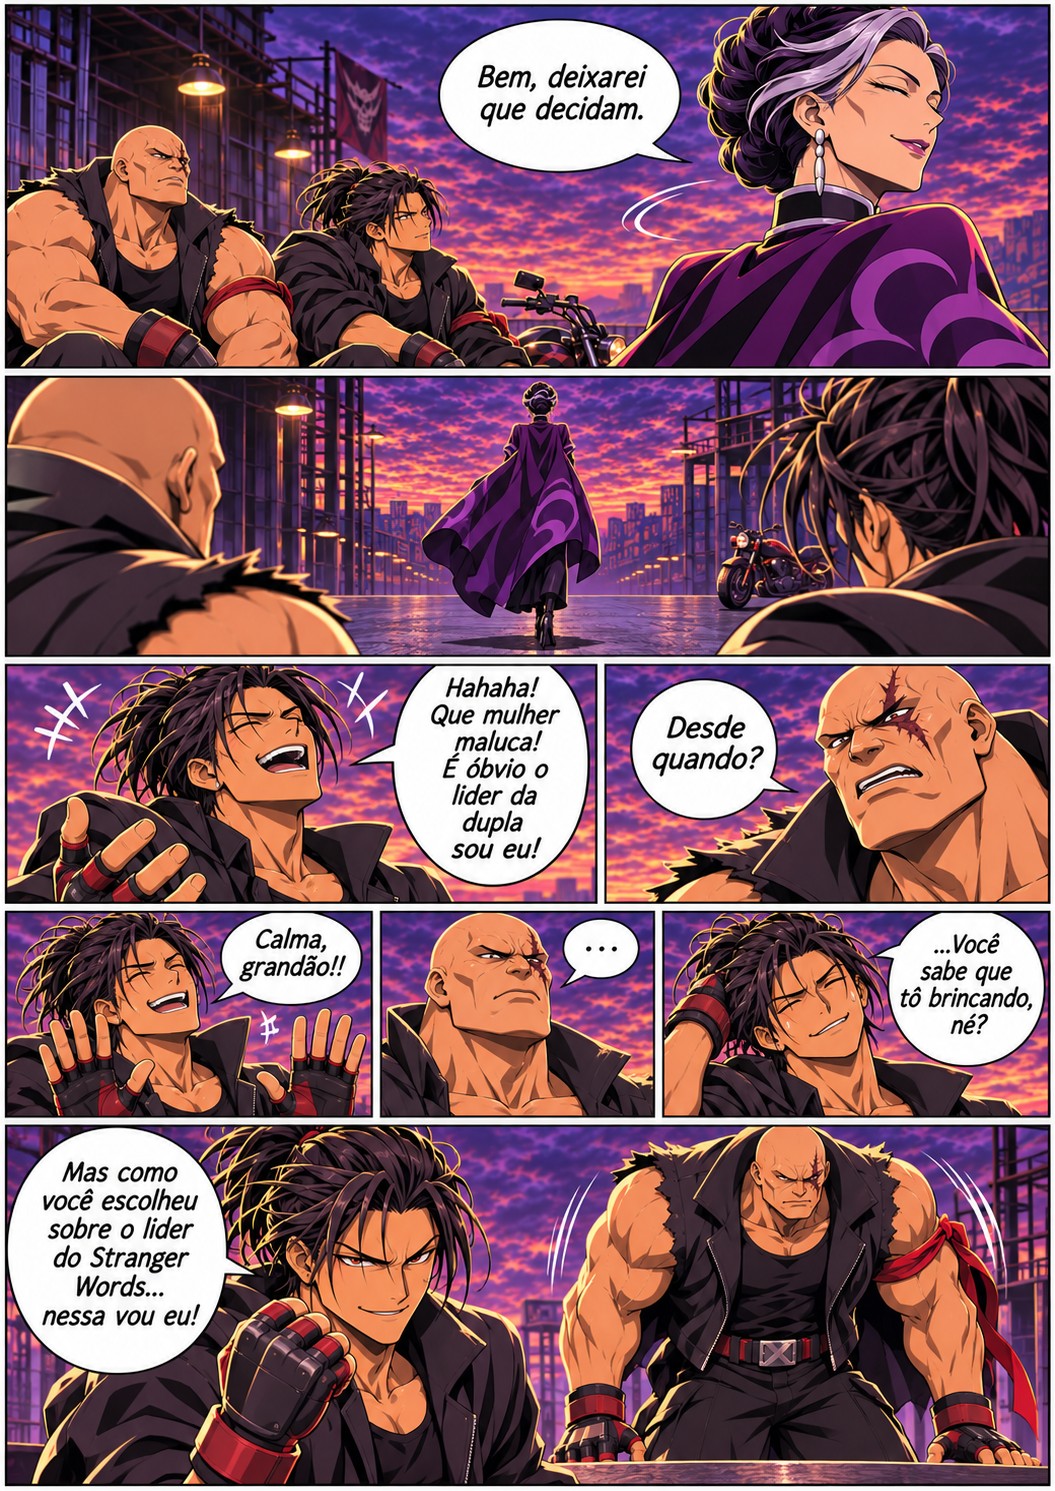 Bem, deixarei
que decidam.
Hahaha!
Que mulher
maluca!
É óbvio o
lider da
dupla
sou eu!
Desde
quando?
Calma,
grandão!!
...
...Você
sabe que
tô brincando,
né?
Mas como
você escolheu
sobre o lider
do Stranger
Words...
nessa vou eu!